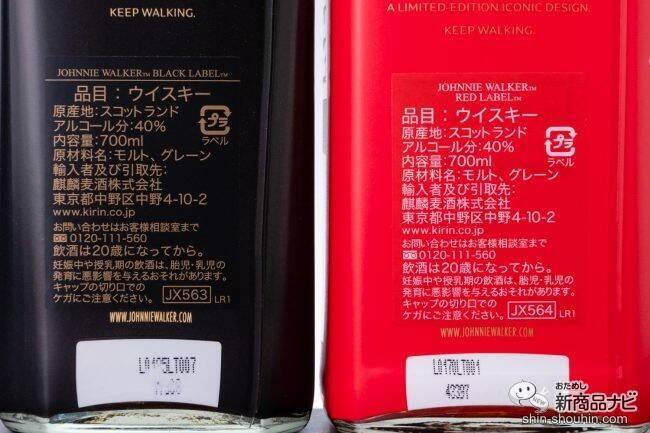 KEEP WALKING.
JOHNNIE WALKER™ BLACK LABEL™
品目：ウイスキー
原産地：スコットランド
アルコール分：40%
内容量：700ml
原材料名：モルト、グレーン
輸入者及び引取先：
麒麟麦酒株式会社
東京都中野区中野4-10-2
www.kirin.co.jp
お問い合わせはお客様相談室まで
0120-111-560
飲酒は20歳になってから。
妊娠中や授乳期の飲酒は、胎児・乳児の
発育に悪影響を与えるおそれがあります。
キャップの切り口での
ケガにご注意ください。 JX563 LR1
プラ
ラベル
WWW.JOHNNIEWALKER.COM
A LIMITED-EDITION ICONIC DESIGN.
KEEP WALKING.
JOHNNIE WALKER™
RED LABEL™
品目：ウイスキー
原産地：スコットランド
アルコール分：40%
内容量：700ml
原材料名：モルト、グレーン
輸入者及び引取先：
麒麟麦酒株式会社
東京都中野区中野4-10-2
www.kirin.co.jp
お問い合わせはお客様相談室まで
0120-111-560
飲酒は20歳になってから。
妊娠中や授乳期の飲酒は、胎児・乳児の
発育に悪影響を与えるおそれがあります。
キャップの切り口での
ケガにご注意ください。 JX564 LR1
プラ
ラベル
WWW.JOHNNIEWALKER.COM
L0170LT001
43397
おためし
新商品ナビ
shin-shouhin.com